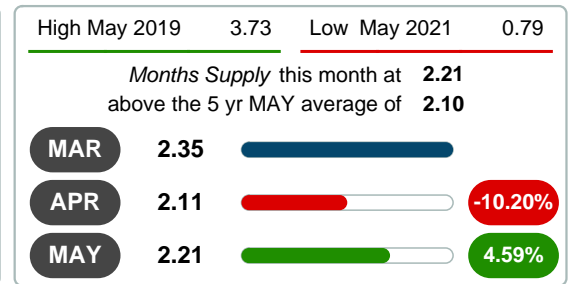 High May 2019 3.73 Low May 2021 0.79
Months Supply this month at 2.21
above the 5 yr MAY average of 2.10
MAR 2.35
APR 2.11 -10.20%
MAY 2.21 4.59%